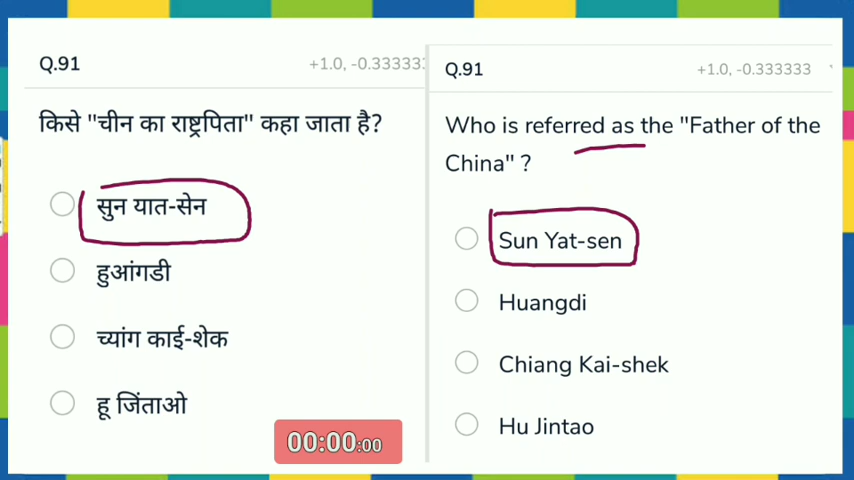 Q.91
+1.0, -0.333333
किसे "चीन का राष्ट्रपिता" कहा जाता है?
सुन यात-सेन
हुआंगडी
च्यांग काई-शेक
हू जिंताओ
00:00:00
Q.91
+1.0, -0.333333
Who is referred as the "Father of the
China" ?
Sun Yat-sen
Huangdi
Chiang Kai-shek
Hu Jintao